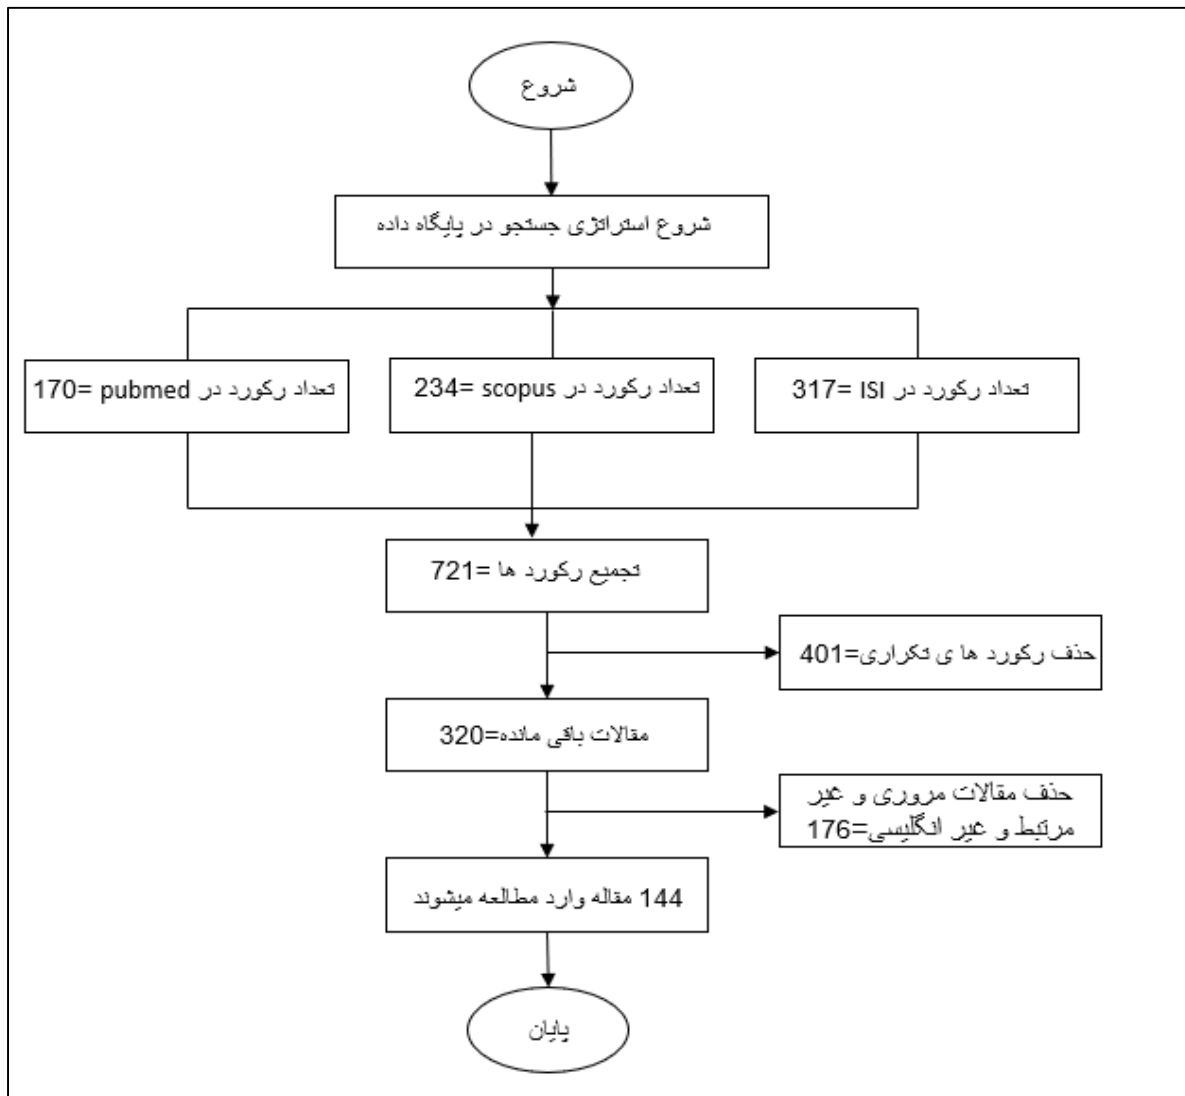 شروع
شروع استراتژی جستجو در پایگاه داده
تعداد رکورد در ISI =317
تعداد رکورد در scopus =234
تعداد رکورد در pubmed =170
تجمیع رکورد ها =721
حذف رکورد ها ی تکراری=401
مقالات باقی مانده=320
حذف مقالات مروری و غیر
مرتبط و غیر انگلیسی=176
144 مقاله وارد مطالعه میشوند
پایان